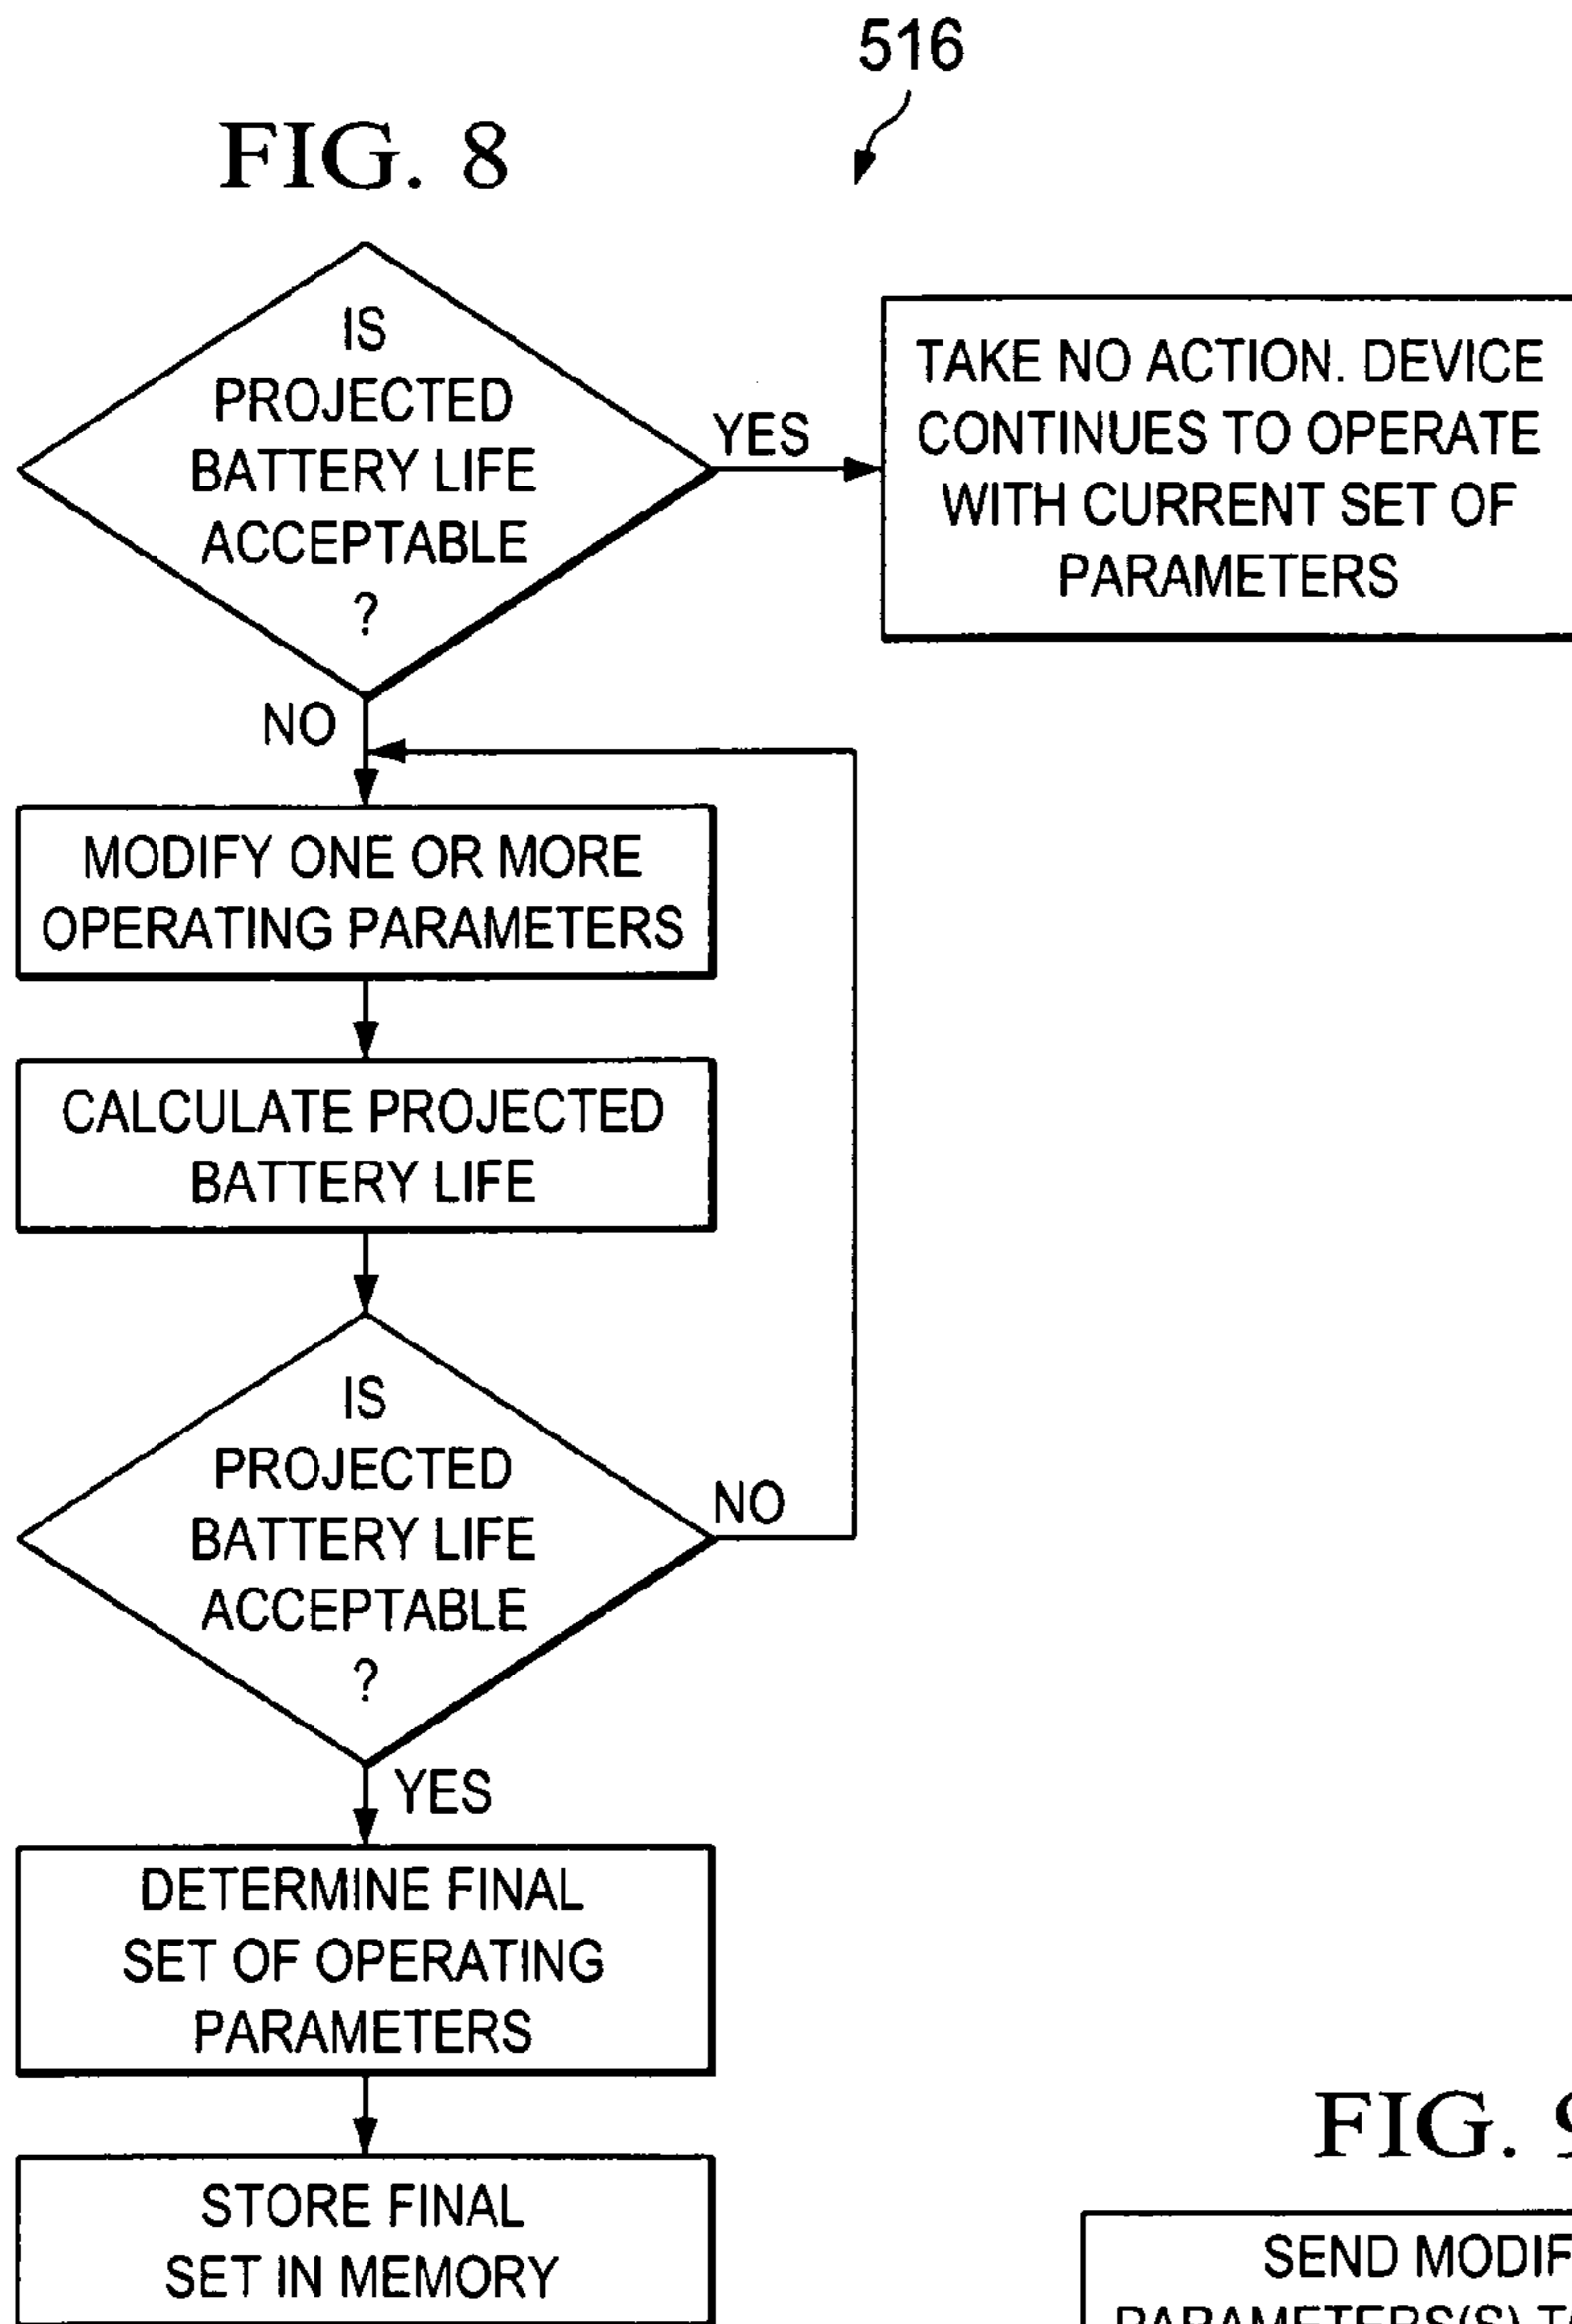 516
FIG. 8
IS
PROJECTED
BATTERY LIFE
ACCEPTABLE
?
YES
TAKE NO ACTION. DEVICE
CONTINUES TO OPERATE
WITH CURRENT SET OF
PARAMETERS
NO
MODIFY ONE OR MORE
OPERATING PARAMETERS
CALCULATE PROJECTED
BATTERY LIFE
IS
PROJECTED
BATTERY LIFE
ACCEPTABLE
?
NO
YES
DETERMINE FINAL
SET OF OPERATING
PARAMETERS
STORE FINAL
SET IN MEMORY
FIG.
SEND
PARAMETERS(S)